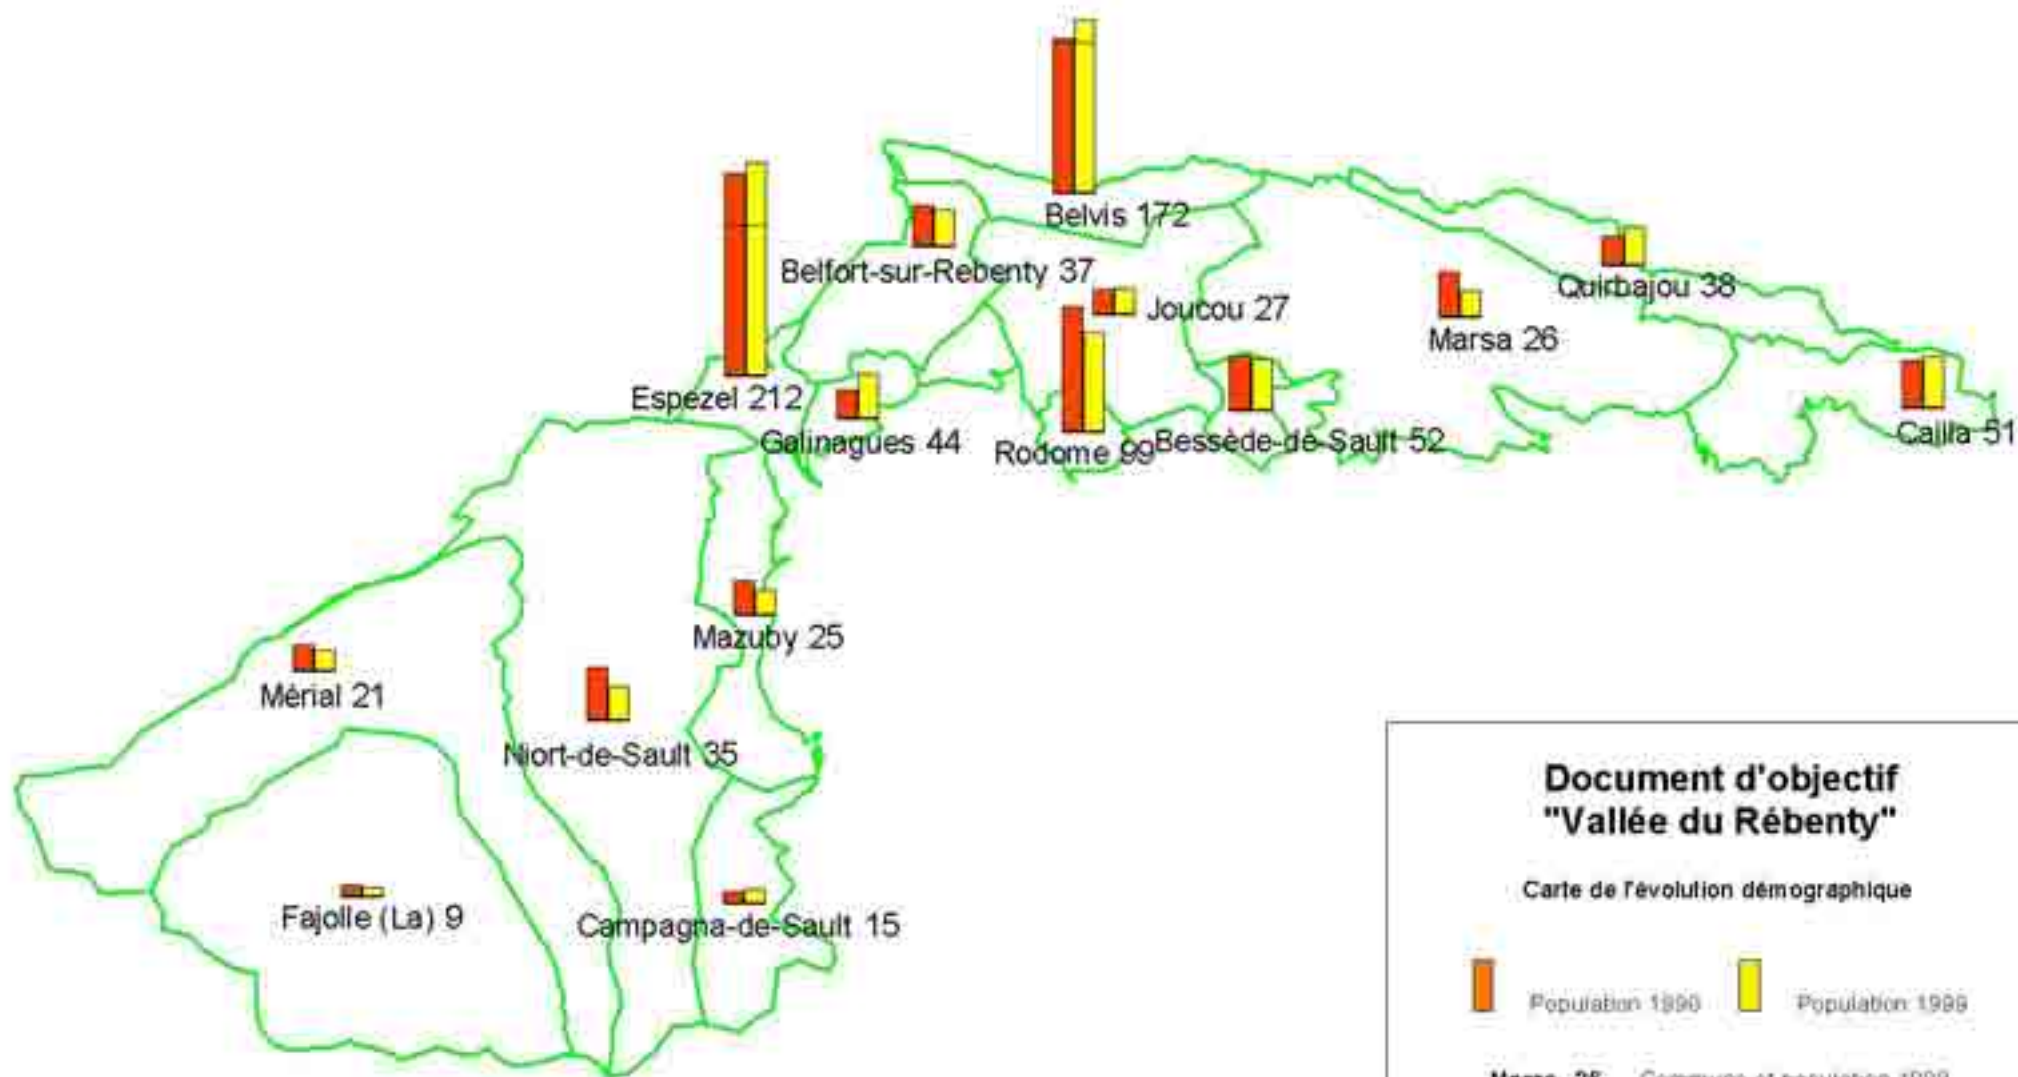 Belvis 172
Belfort-sur-Rebenty 37
Quirbajou 38
Joucou 27
Marsa 26
Espezel 212
Galinagues 44
Rodome 99
Bessède-de-Sault 52
Cailla 51
Mazuby 25
Mérial 21
Niort-de-Sault 35
Fajolle (La) 9
Campagna-de-Sault 15
Document d'objectif
"Vallée du Rébenty"
Carte de l'évolution démographique
Population 1990 Population 1999